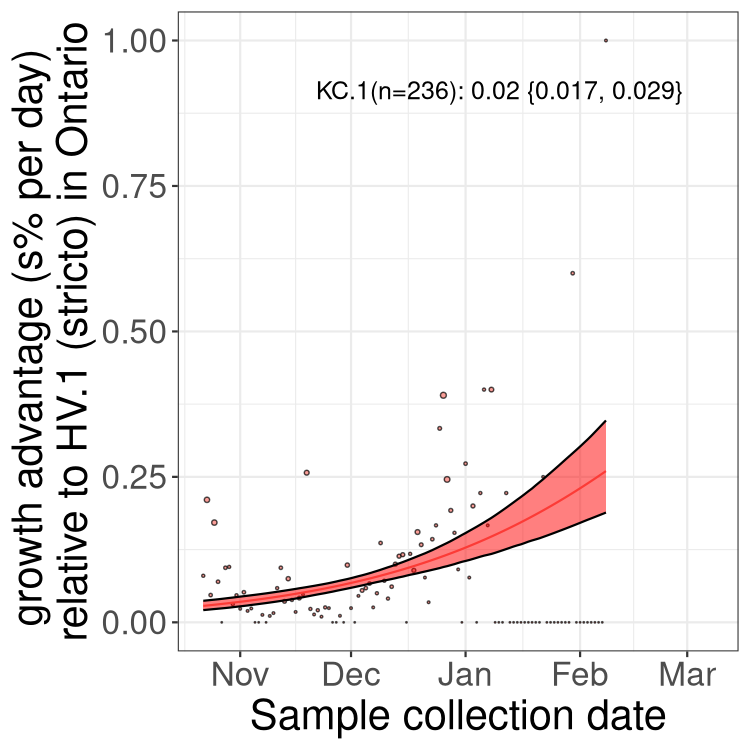 growth advantage (s% per day)
relative to HV.1 (stricto) in Ontario
1.00
KC.1(n=236): 0.02 {0.017, 0.029}
0.75
0.50
0.25
0.00
Nov Dec Jan Feb Mar
Sample collection date